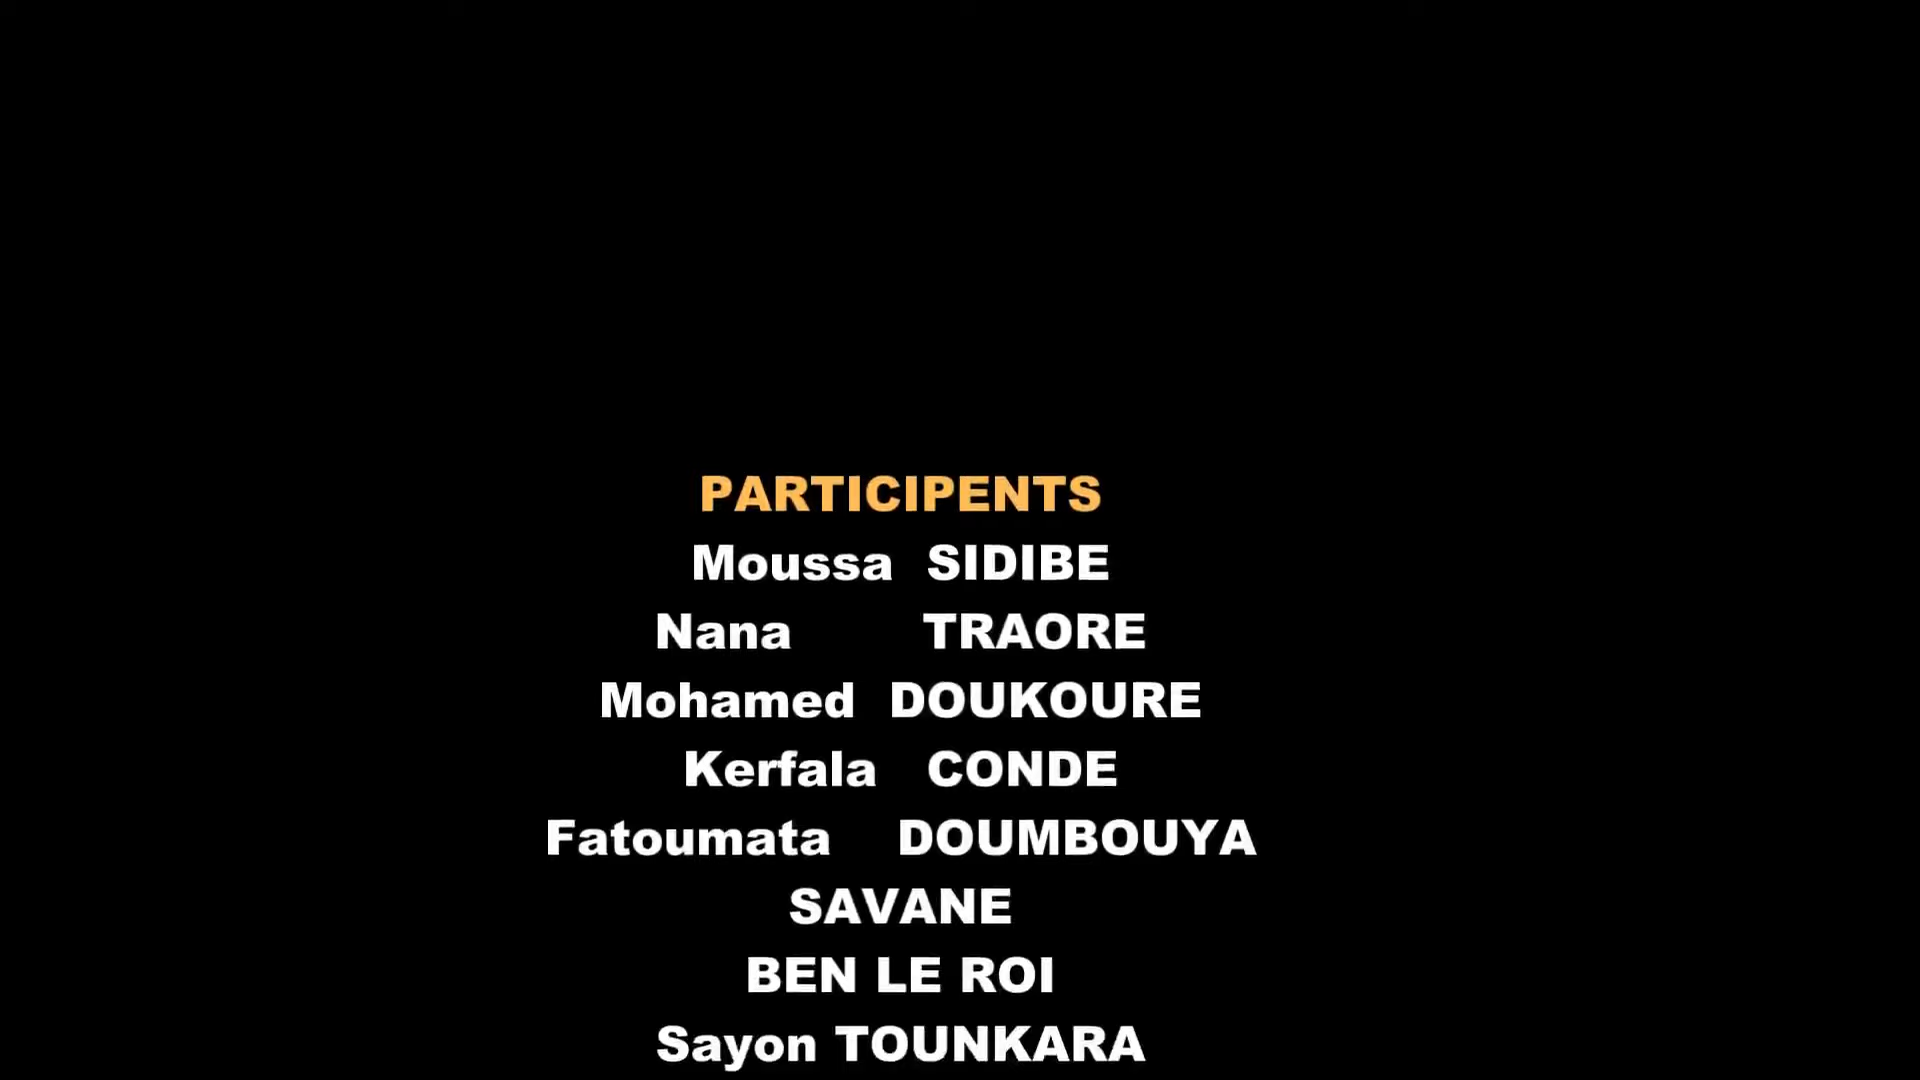 PARTICIPENTS
Moussa SIDIBE
Nana TRAORE
Mohamed DOUKOURE
Kerfala CONDE
Fatoumata DOUMBOUYA
SAVANE
BEN LE ROI
Sayon TOUNKARA